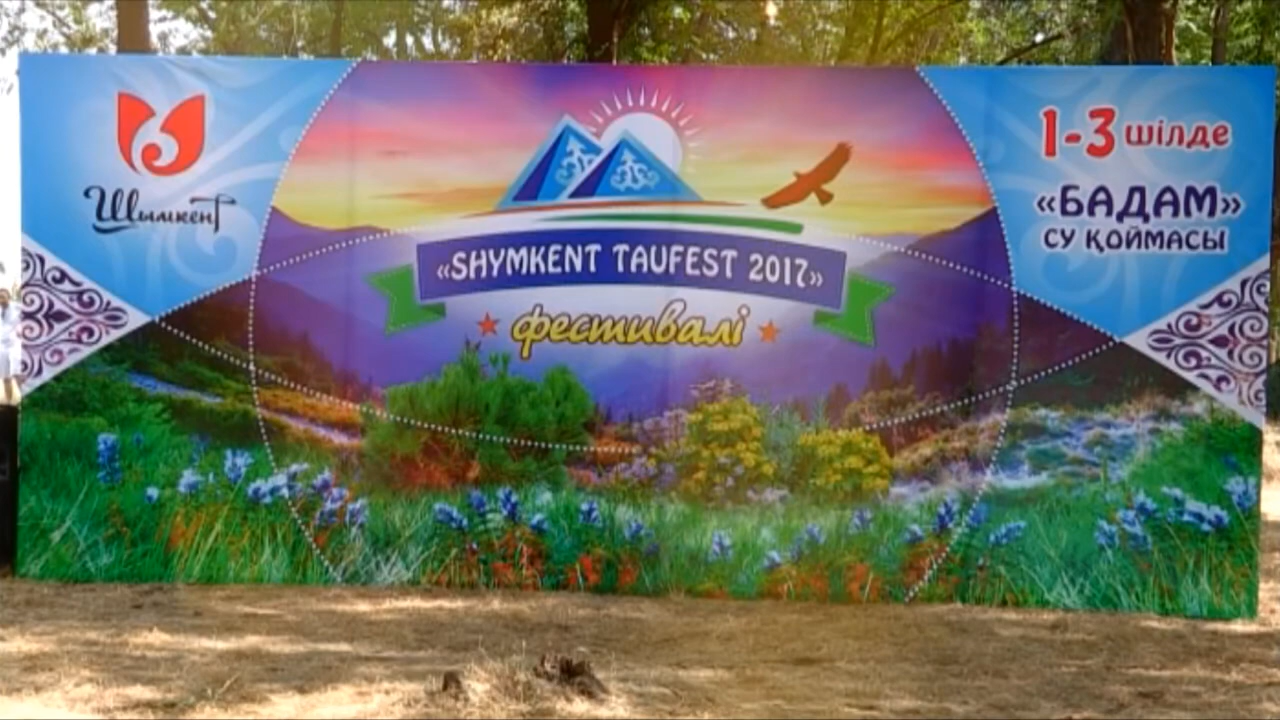 Шымкент
«SHYMKENT TAUFEST 2017»
фестивалі
1-3 шілде
«БАДАМ»
СУ ҚОЙМАСЫ